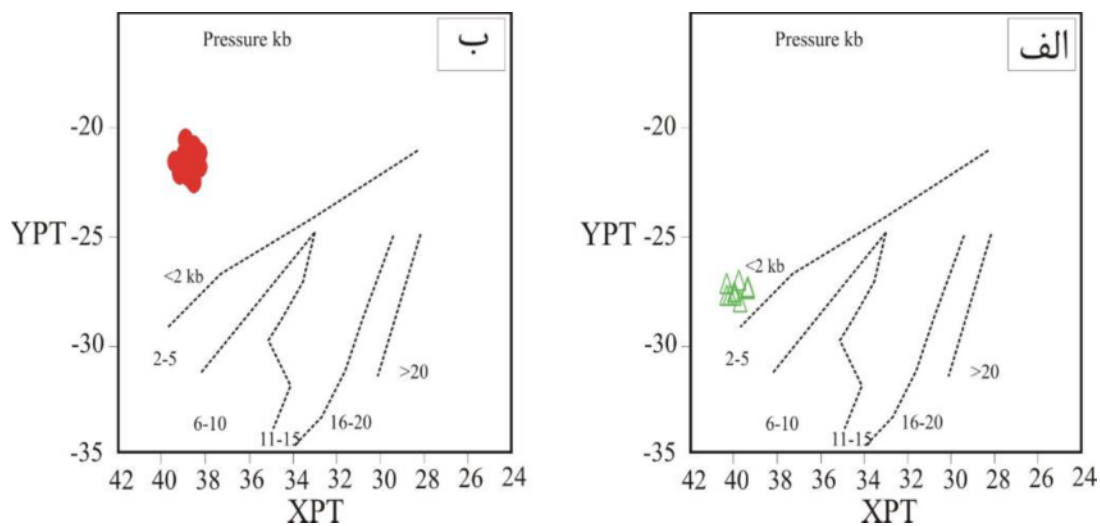 الف
Pressure kb
-20
YPT -25
<2 kb
-30
2-5
>20
6-10
16-20
11-15
-35
42 40 38 36 34 32 30 28 26 24
XPT
ب
Pressure kb
-20
YPT -25
<2 kb
-30
2-5
>20
6-10
16-20
11-15
-35
42 40 38 36 34 32 30 28 26 24
XPT